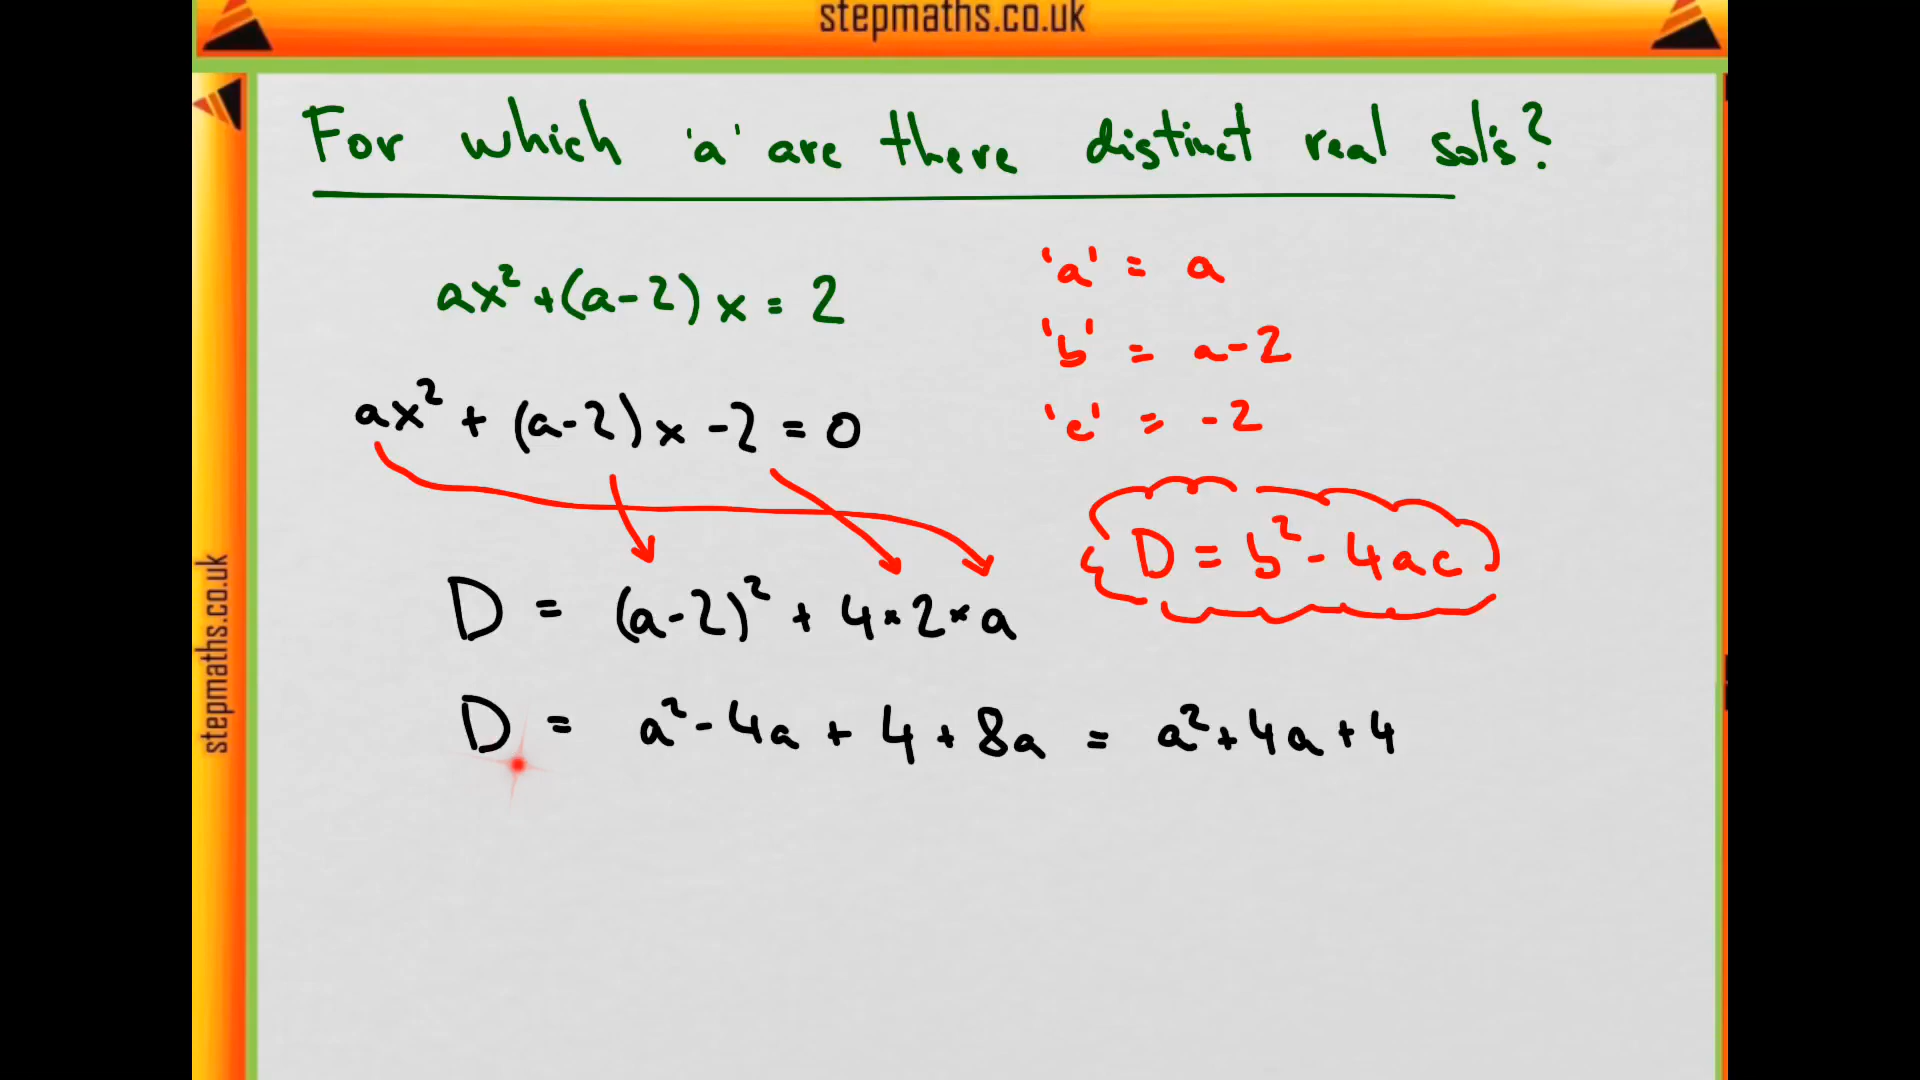 stepmaths.co.uk
For which 'a' are there distinct real sols?
ax² + (a-2)x = 2
'a' = a
'b' = a-2
ax² + (a-2)x - 2 = 0
'c' = -2
D = b² - 4ac
D = (a-2)² + 4×2×a
D = a² - 4a + 4 + 8a = a² + 4a + 4
stepmaths.co.uk